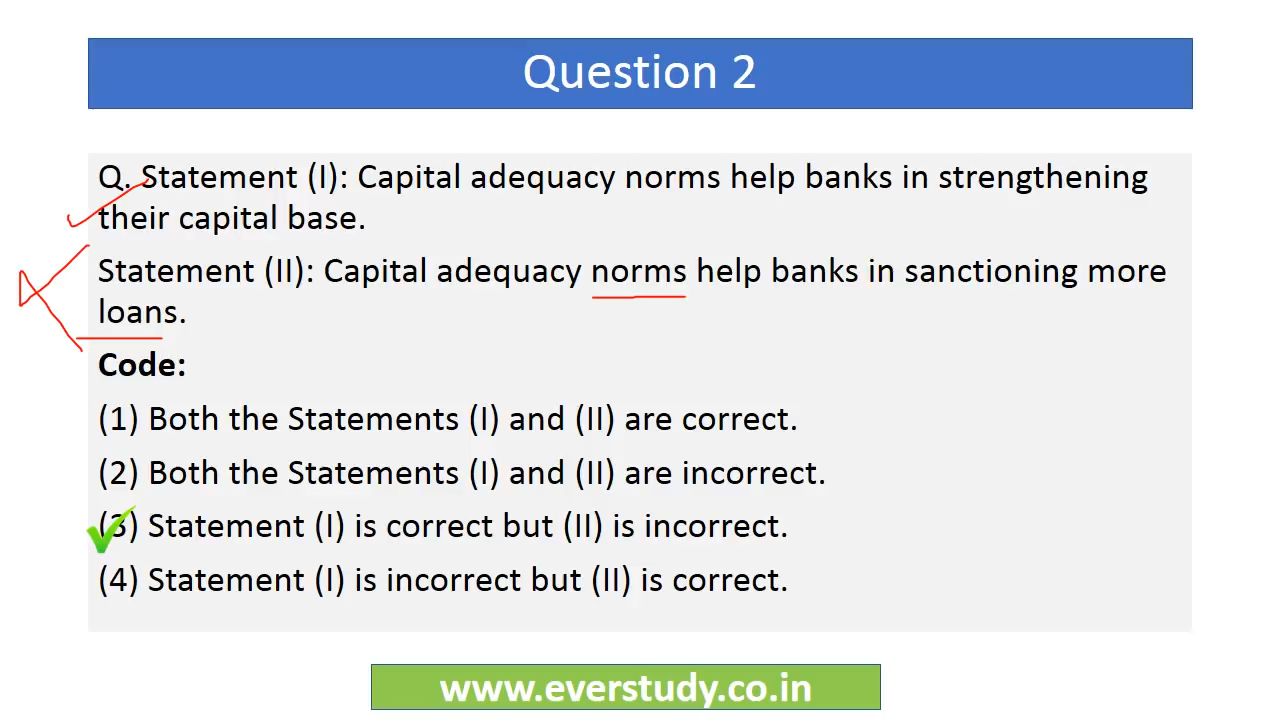 Question 2
Q. Statement (I): Capital adequacy norms help banks in strengthening
their capital base.
Statement (II): Capital adequacy norms help banks in sanctioning more
loans.
Code:
(1) Both the Statements (I) and (II) are correct.
(2) Both the Statements (I) and (II) are incorrect.
(3) Statement (I) is correct but (II) is incorrect.
(4) Statement (I) is incorrect but (II) is correct.
www.everstudy.co.in